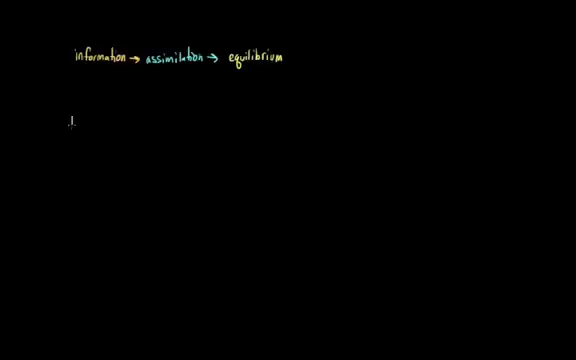 information → assimilation → equilibrium